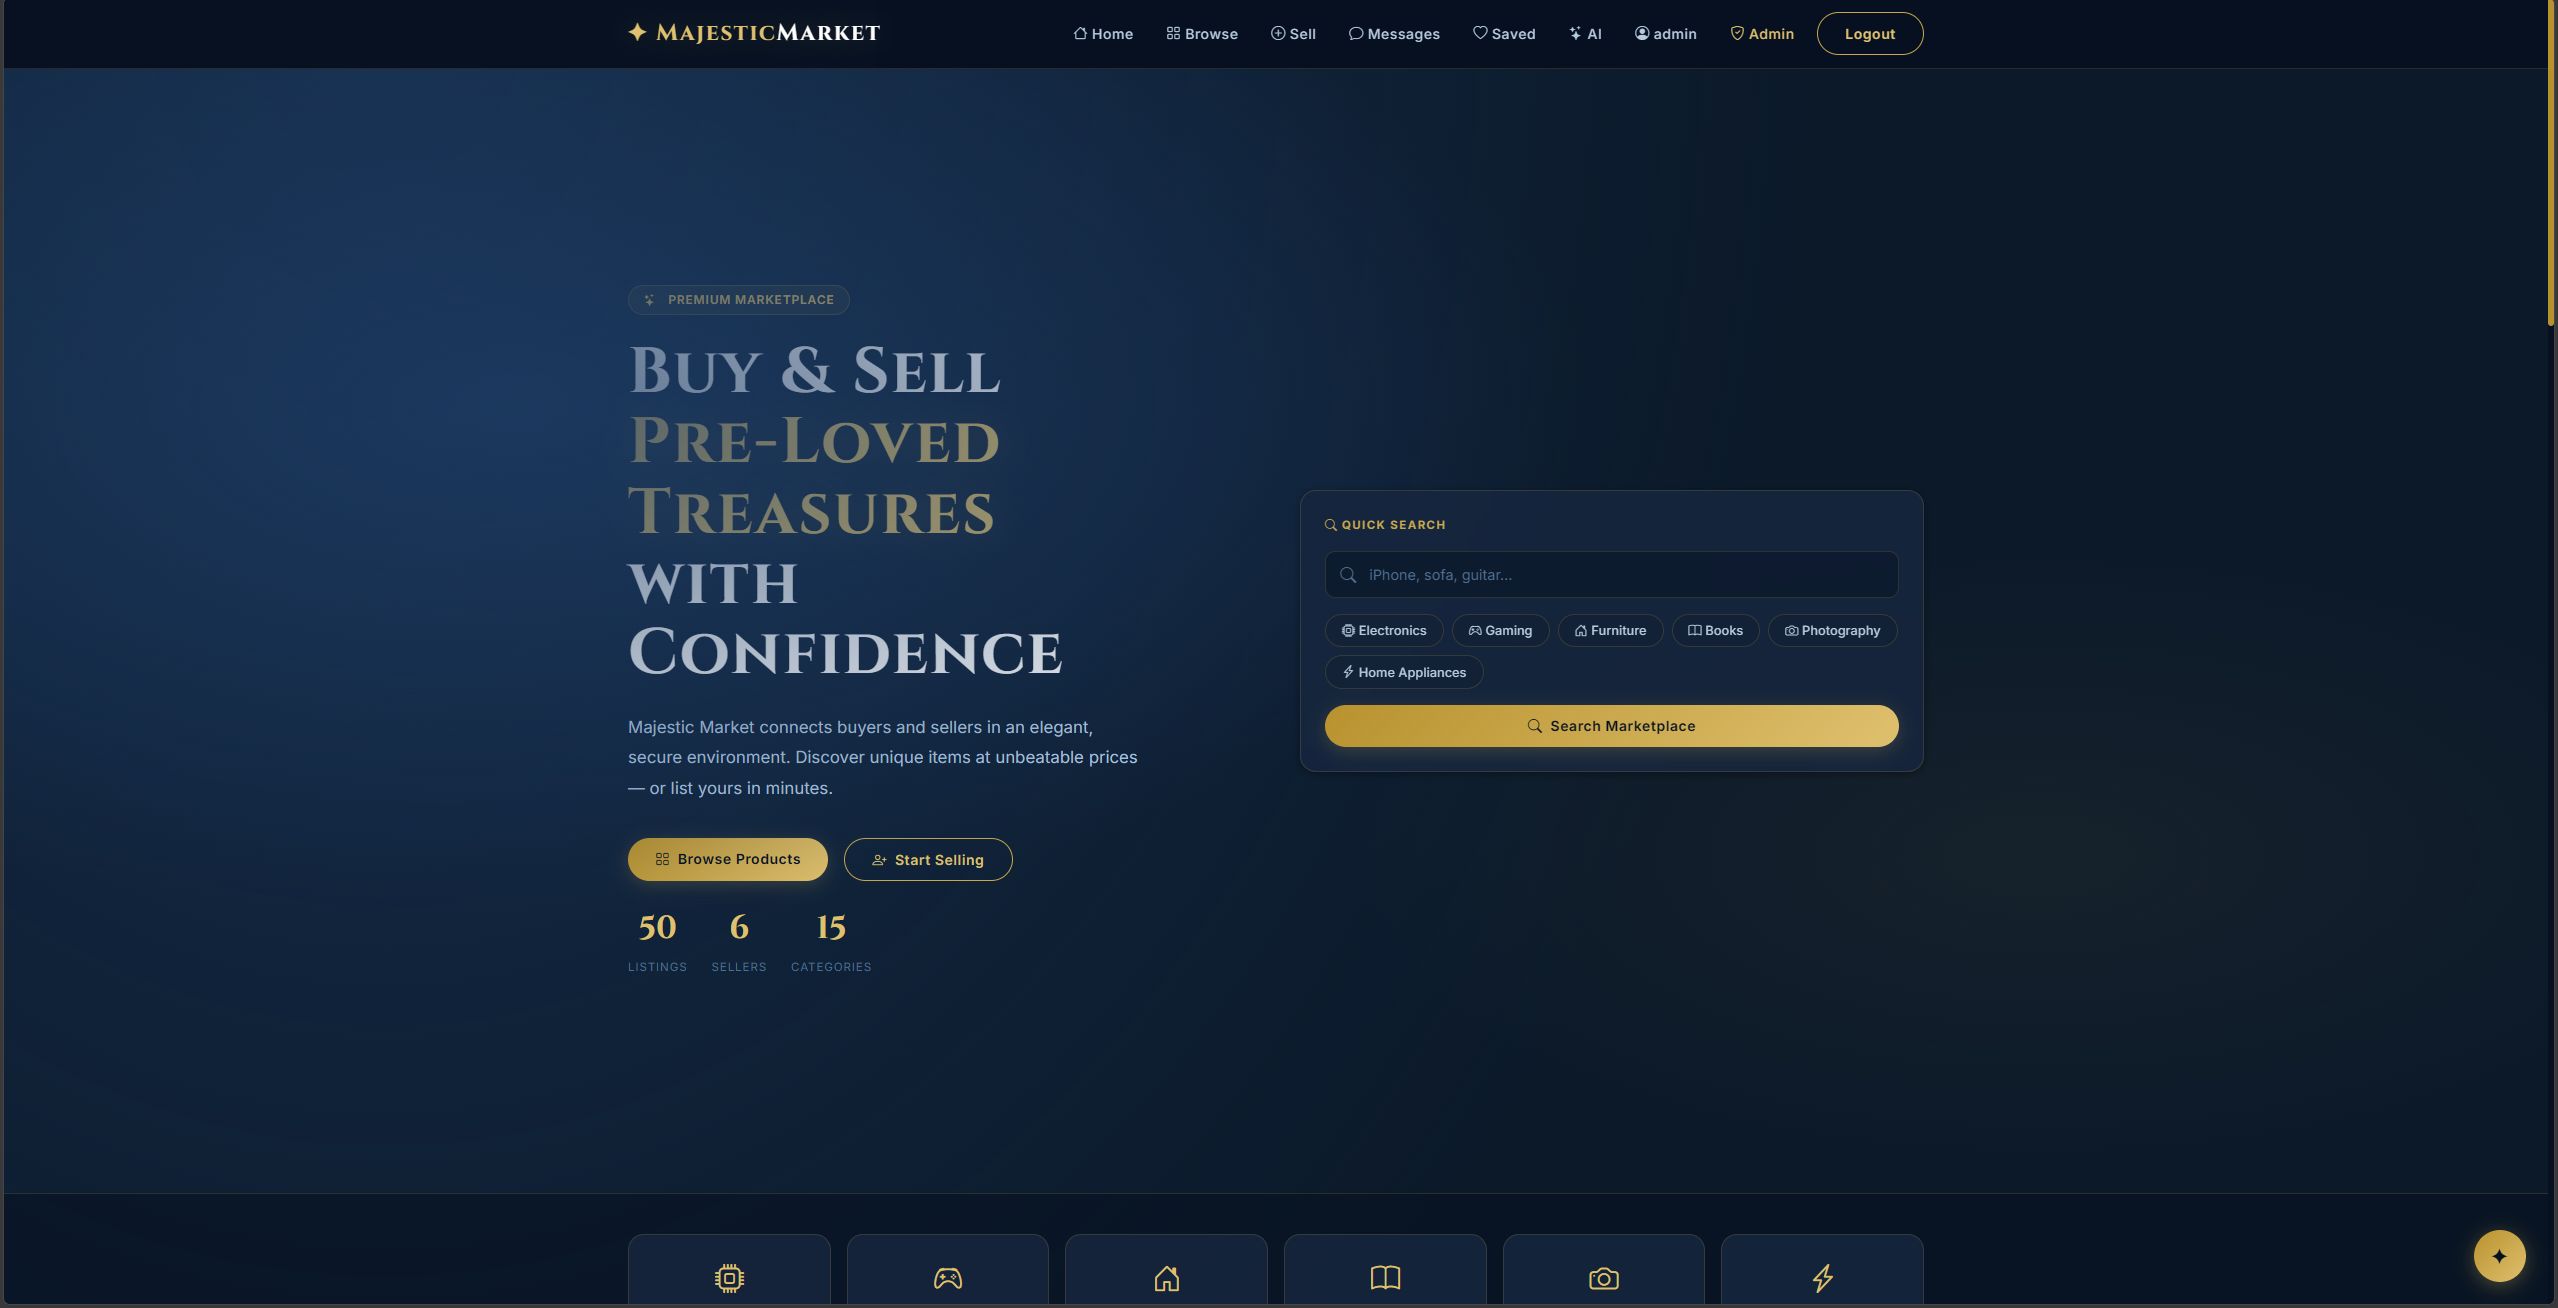 MajesticMarket
Home Browse Sell Messages Saved AI admin Admin Logout
PREMIUM MARKETPLACE
Buy & Sell
Pre-Loved
Treasures
with
Confidence
Majestic Market connects buyers and sellers in an elegant,
secure environment. Discover unique items at unbeatable prices
— or list yours in minutes.
Browse Products Start Selling
50 6 15
LISTINGS SELLERS CATEGORIES
QUICK SEARCH
iPhone, sofa, guitar...
Electronics Gaming Furniture Books Photography
Home Appliances
Search Marketplace